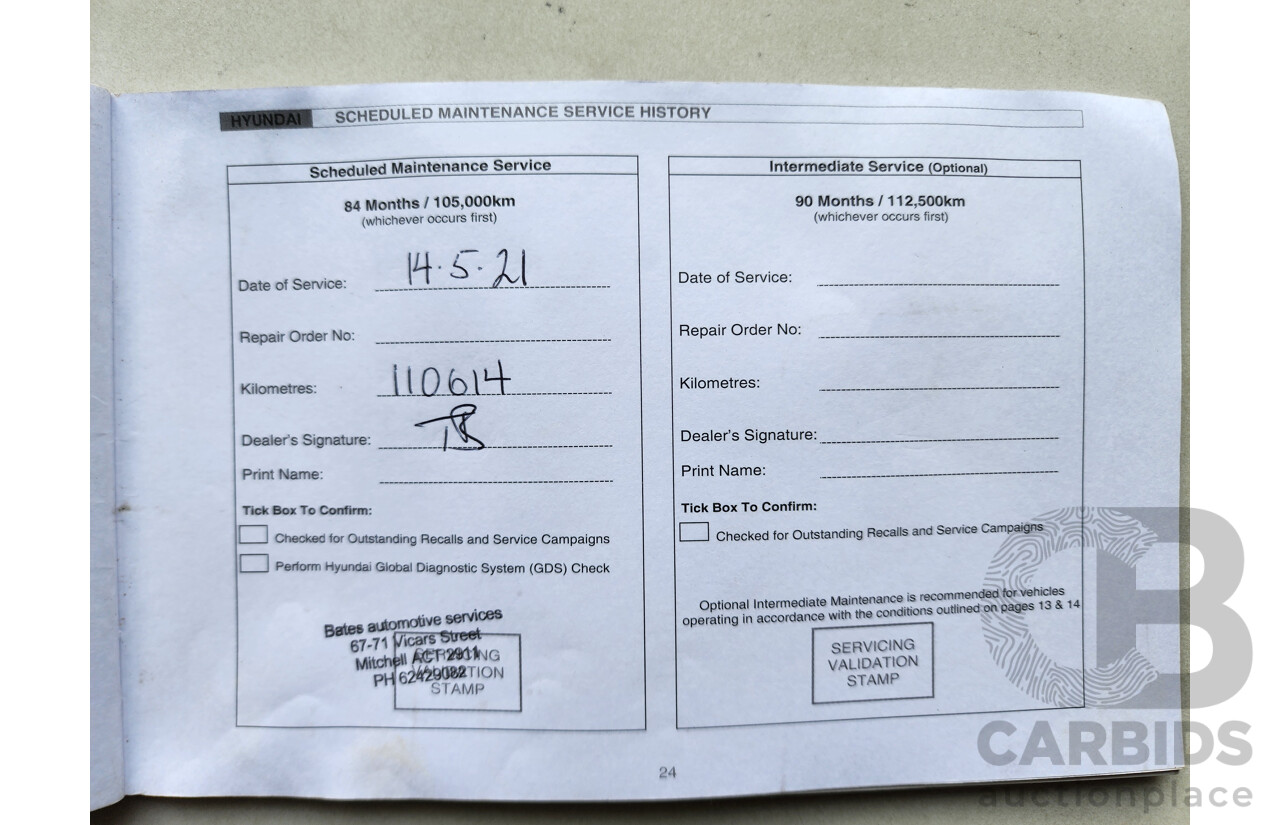 HYUNDAI SCHEDULED MAINTENANCE SERVICE HISTORY
Scheduled Maintenance Service
84 Months / 105,000km
(whichever occurs first)
Date of Service: 14.5.21
Repair Order No:
Kilometres: 110614
Dealer's Signature:
Print Name:
Tick Box To Confirm:
Checked for Outstanding Recalls and Service Campaigns
Perform Hyundai Global Diagnostic System (GDS) Check
Bates automotive services
67-71 Vicars Street
Mitchell ACT 2911
PH 62429082
SERVICING
VALIDATION
STAMP
Intermediate Service (Optional)
90 Months / 112,500km
(whichever occurs first)
Date of Service:
Repair Order No:
Kilometres:
Dealer's Signature:
Print Name:
Tick Box To Confirm:
Checked for Outstanding Recalls and Service Campaigns
Optional Intermediate Maintenance is recommended for vehicles
operating in accordance with the conditions outlined on pages 13 & 14
SERVICING
VALIDATION
STAMP
24
CB
CARBIDS
auctionplace